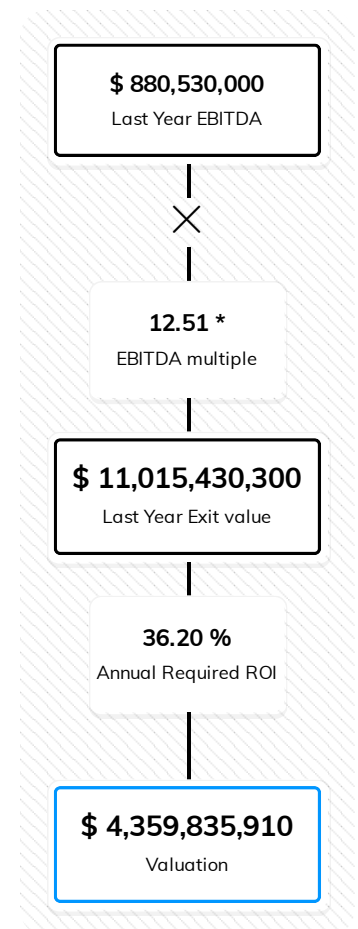 $ 880,530,000
Last Year EBITDA
12.51 *
EBITDA multiple
$ 11,015,430,300
Last Year Exit value
36.20 %
Annual Required ROI
$ 4,359,835,910
Valuation